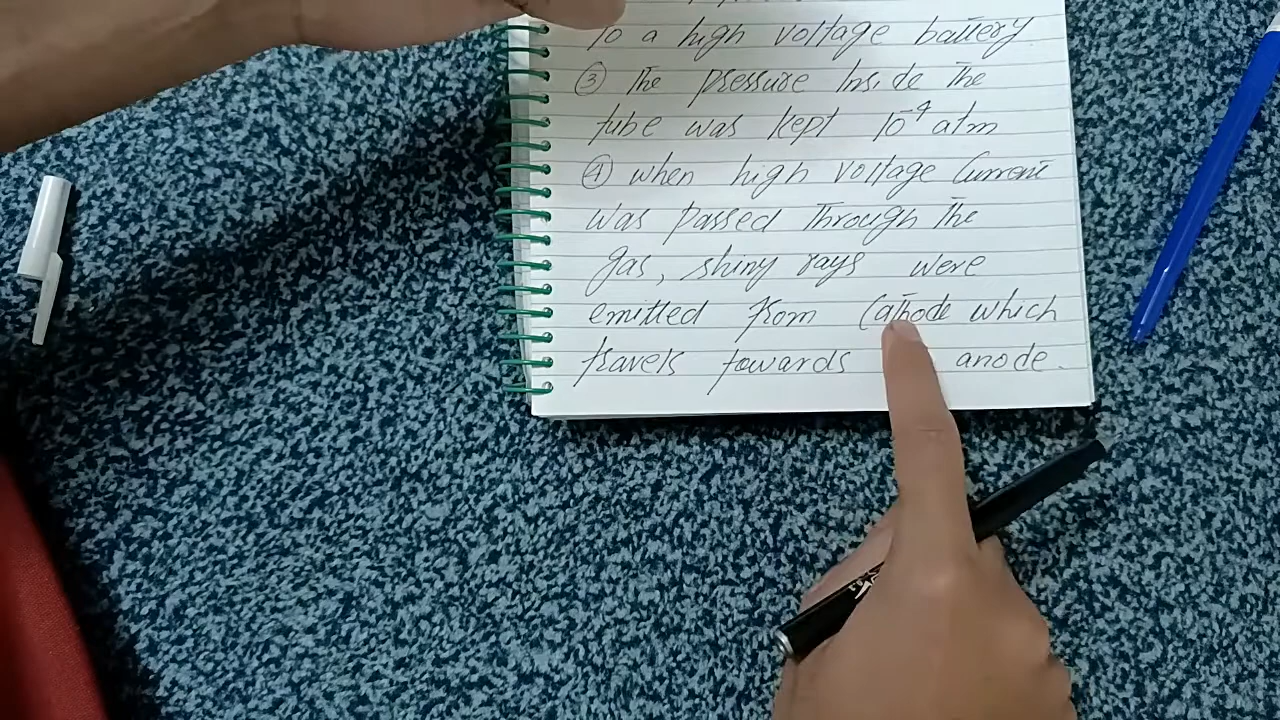 To a high voltage battery
③ The pressure Inside The
tube was kept 10⁻⁴ atm
④ when high voltage Current
was passed Through The
gas, shiny rays were
emitted from Cathode which
travels towards anode.